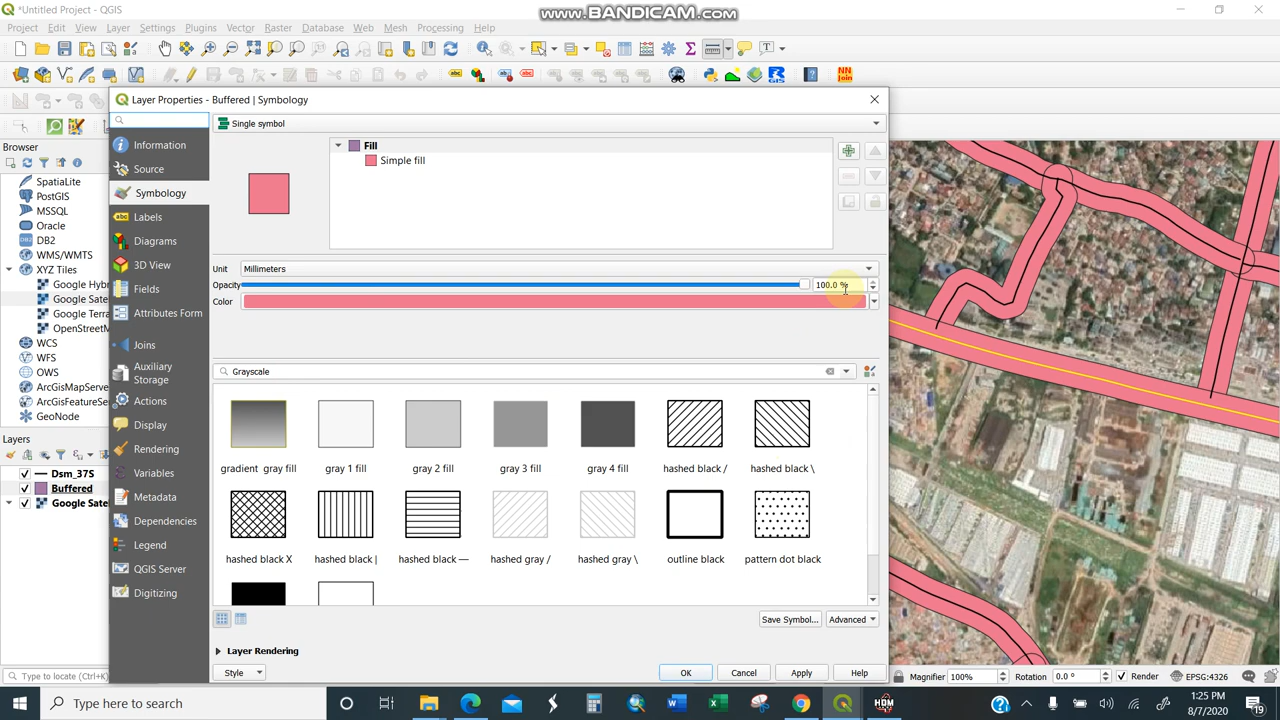 *Untitled Project - QGIS
www.BANDICAM.com
Project Edit View Layer Settings Plugins Vector Raster Database Web Mesh Processing Help
Layer Properties - Buffered | Symbology
Browser
SpatiaLite
PostGIS
MSSQL
Oracle
DB2
WMS/WMTS
XYZ Tiles
Google Hyb
Google Sate
Google Terra
OpenStreetM
WCS
WFS
OWS
ArcGisMapServe
ArcGisFeatureSe
GeoNode
Layers
Dsm_37S
Buffered
Google Sate
Information
Source
Symbology
Labels
Diagrams
3D View
Fields
Attributes Form
Joins
Auxiliary
Storage
Actions
Display
Rendering
Variables
Metadata
Dependencies
Legend
QGIS Server
Digitizing
Single symbol
Fill
Simple fill
Unit Millimeters
Opacity 100.0 %
Color
Grayscale
gradient gray fill gray 1 fill gray 2 fill gray 3 fill gray 4 fill hashed black / hashed black \
hashed black X hashed black | hashed black — hashed gray / hashed gray \ outline black pattern dot black
Save Symbol... Advanced
Layer Rendering
Style OK Cancel Apply Help
Type to locate (Ctrl+K)
Magnifier 100% Rotation 0.0 ° Render EPSG:4326
Type here to search
HDM
1:25 PM
8/7/2020
19